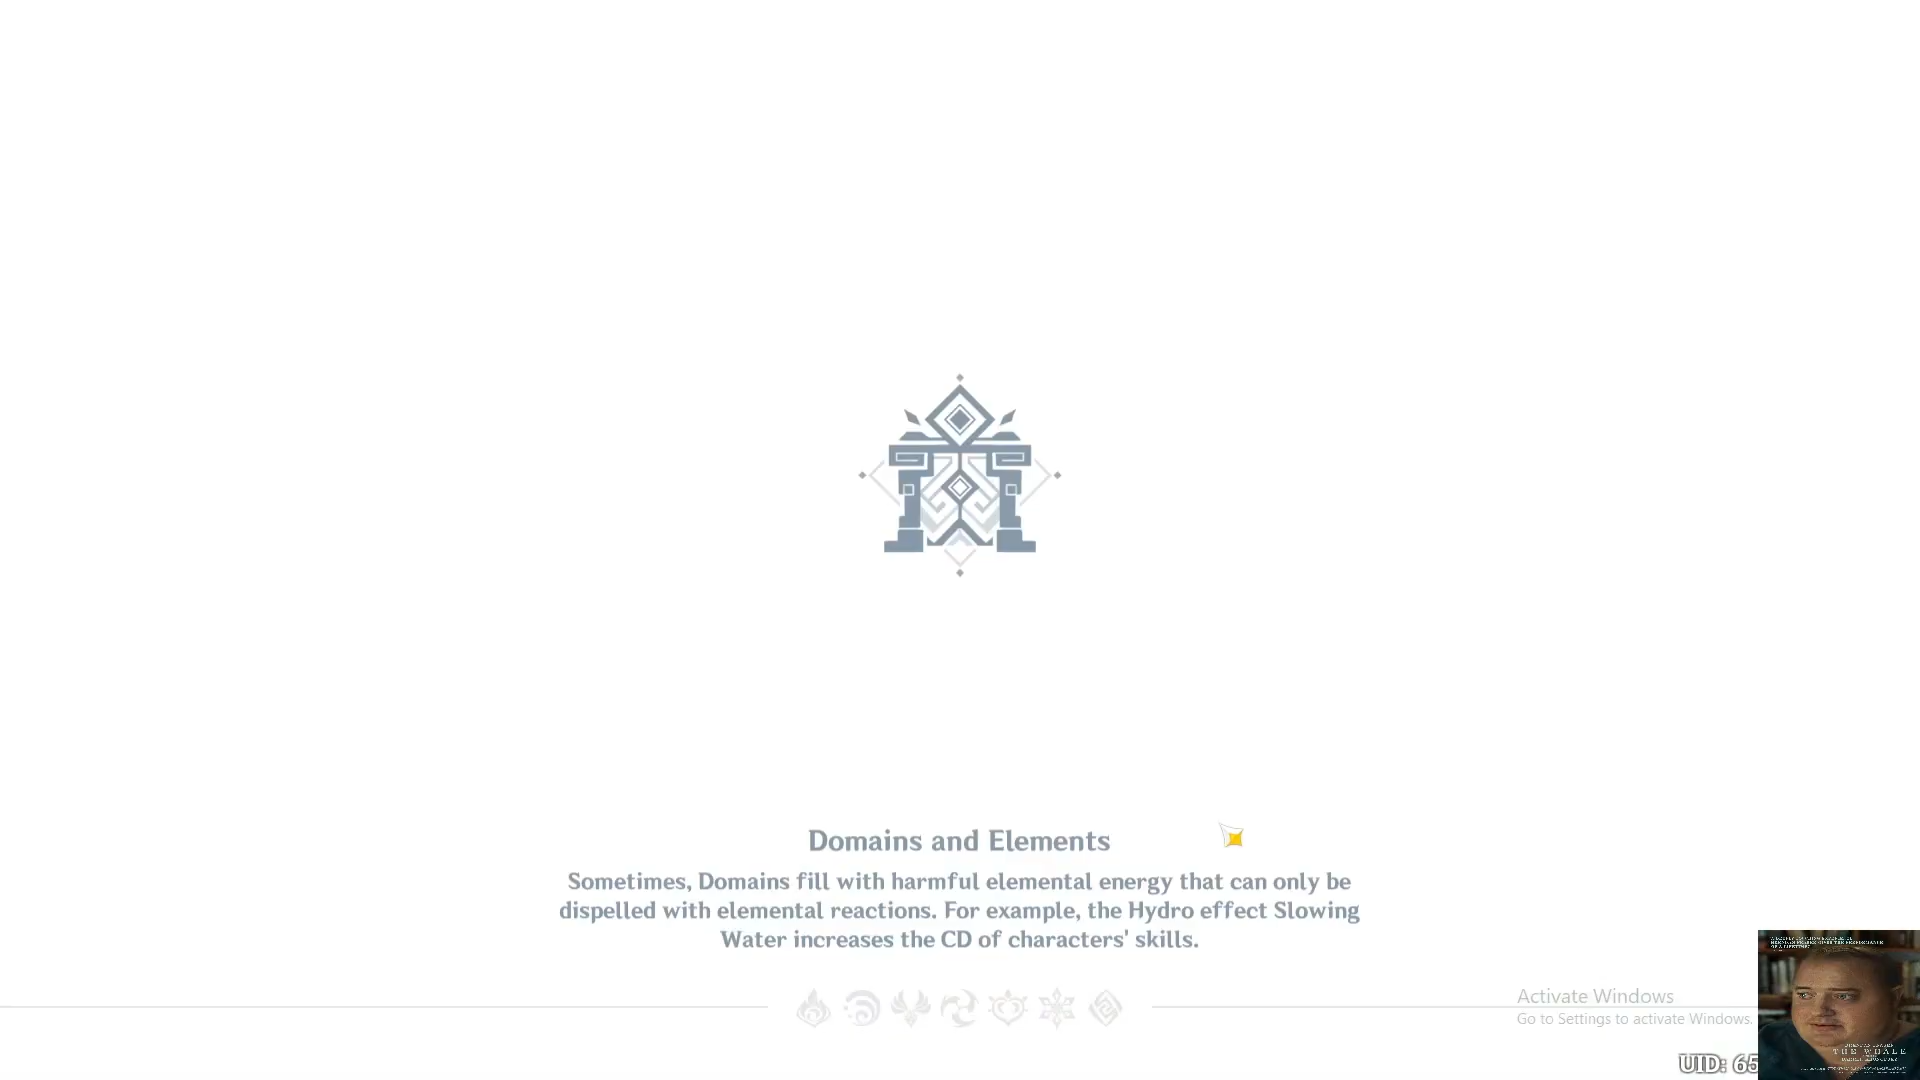 Domains and Elements
Sometimes, Domains fill with harmful elemental energy that can only be
dispelled with elemental reactions. For example, the Hydro effect Slowing
Water increases the CD of characters' skills.
Activate Windows
Go to Settings to activate Windows.
UID: 65
THE WHALE